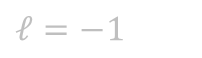 ℓ = −1